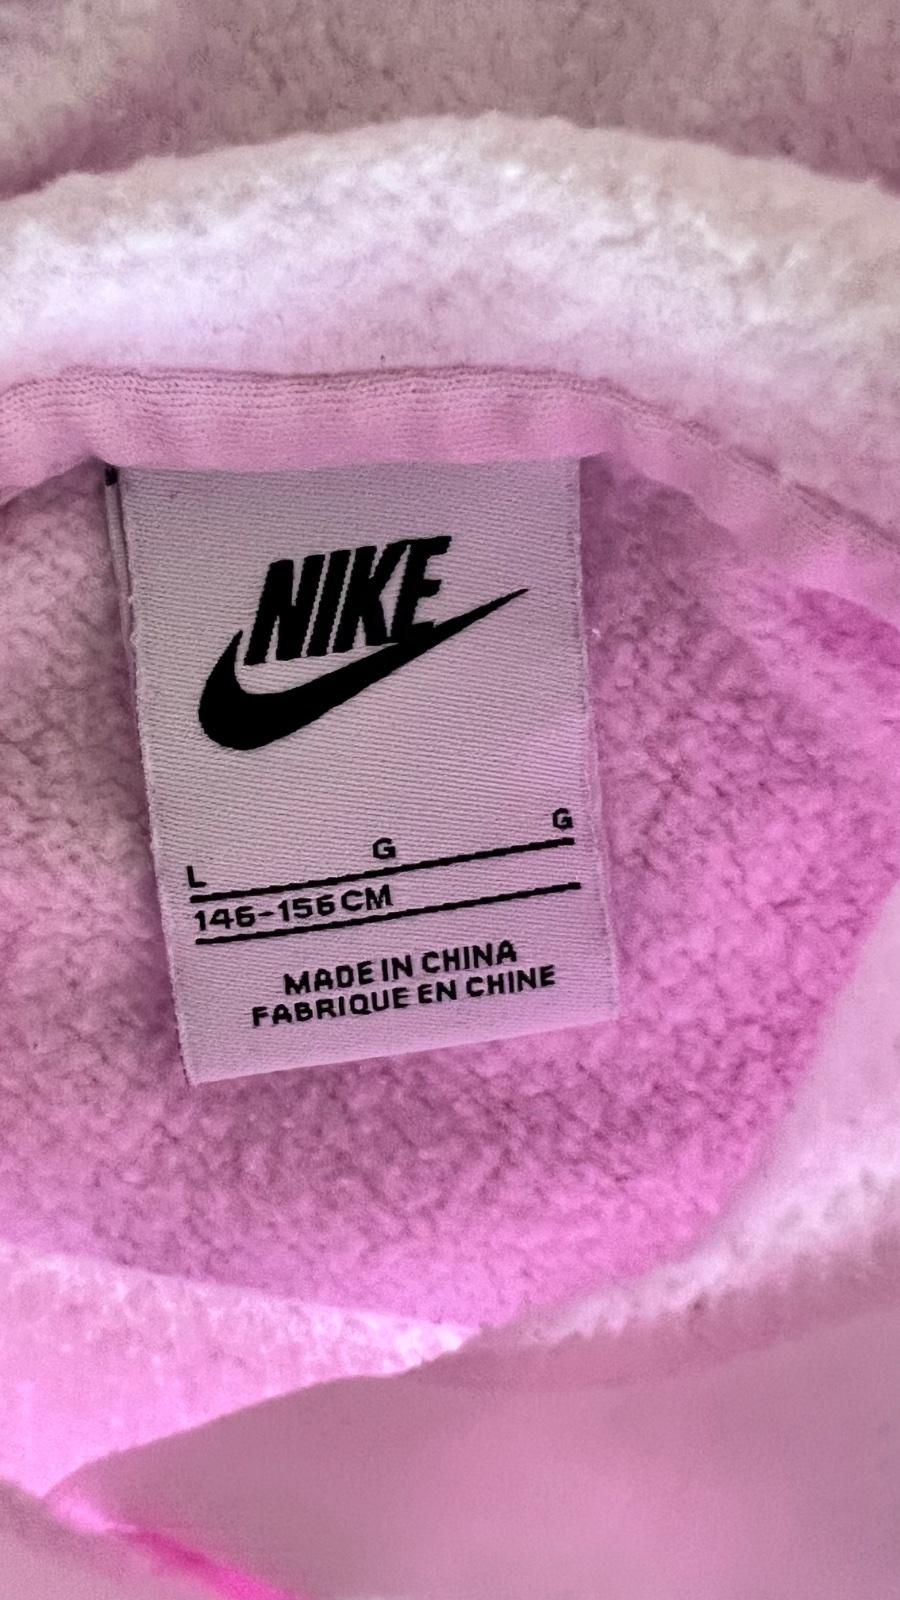 NIKE
L G G
146-156 CM
MADE IN CHINA
FABRIQUE EN CHINE